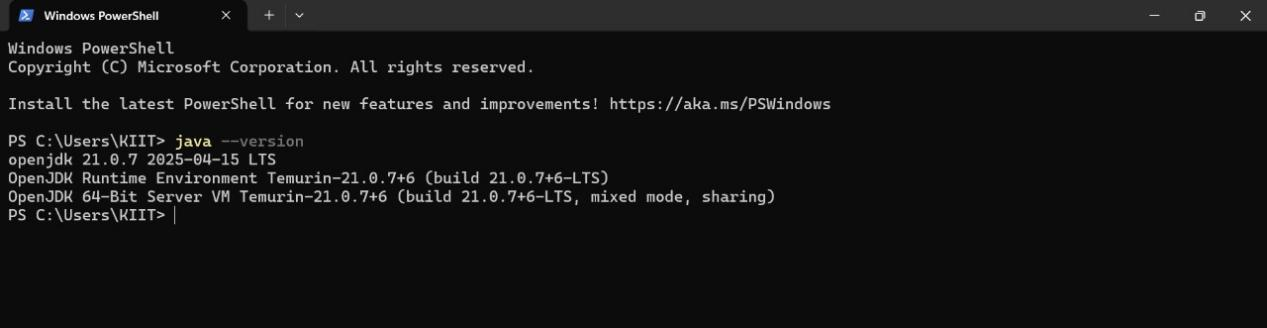 Windows PowerShell
Windows PowerShell
Copyright (C) Microsoft Corporation. All rights reserved.
Install the latest PowerShell for new features and improvements! https://aka.ms/PSWindows
PS C:\Users\KIIT> java --version
openjdk 21.0.7 2025-04-15 LTS
OpenJDK Runtime Environment Temurin-21.0.7+6 (build 21.0.7+6-LTS)
OpenJDK 64-Bit Server VM Temurin-21.0.7+6 (build 21.0.7+6-LTS, mixed mode, sharing)
PS C:\Users\KIIT>